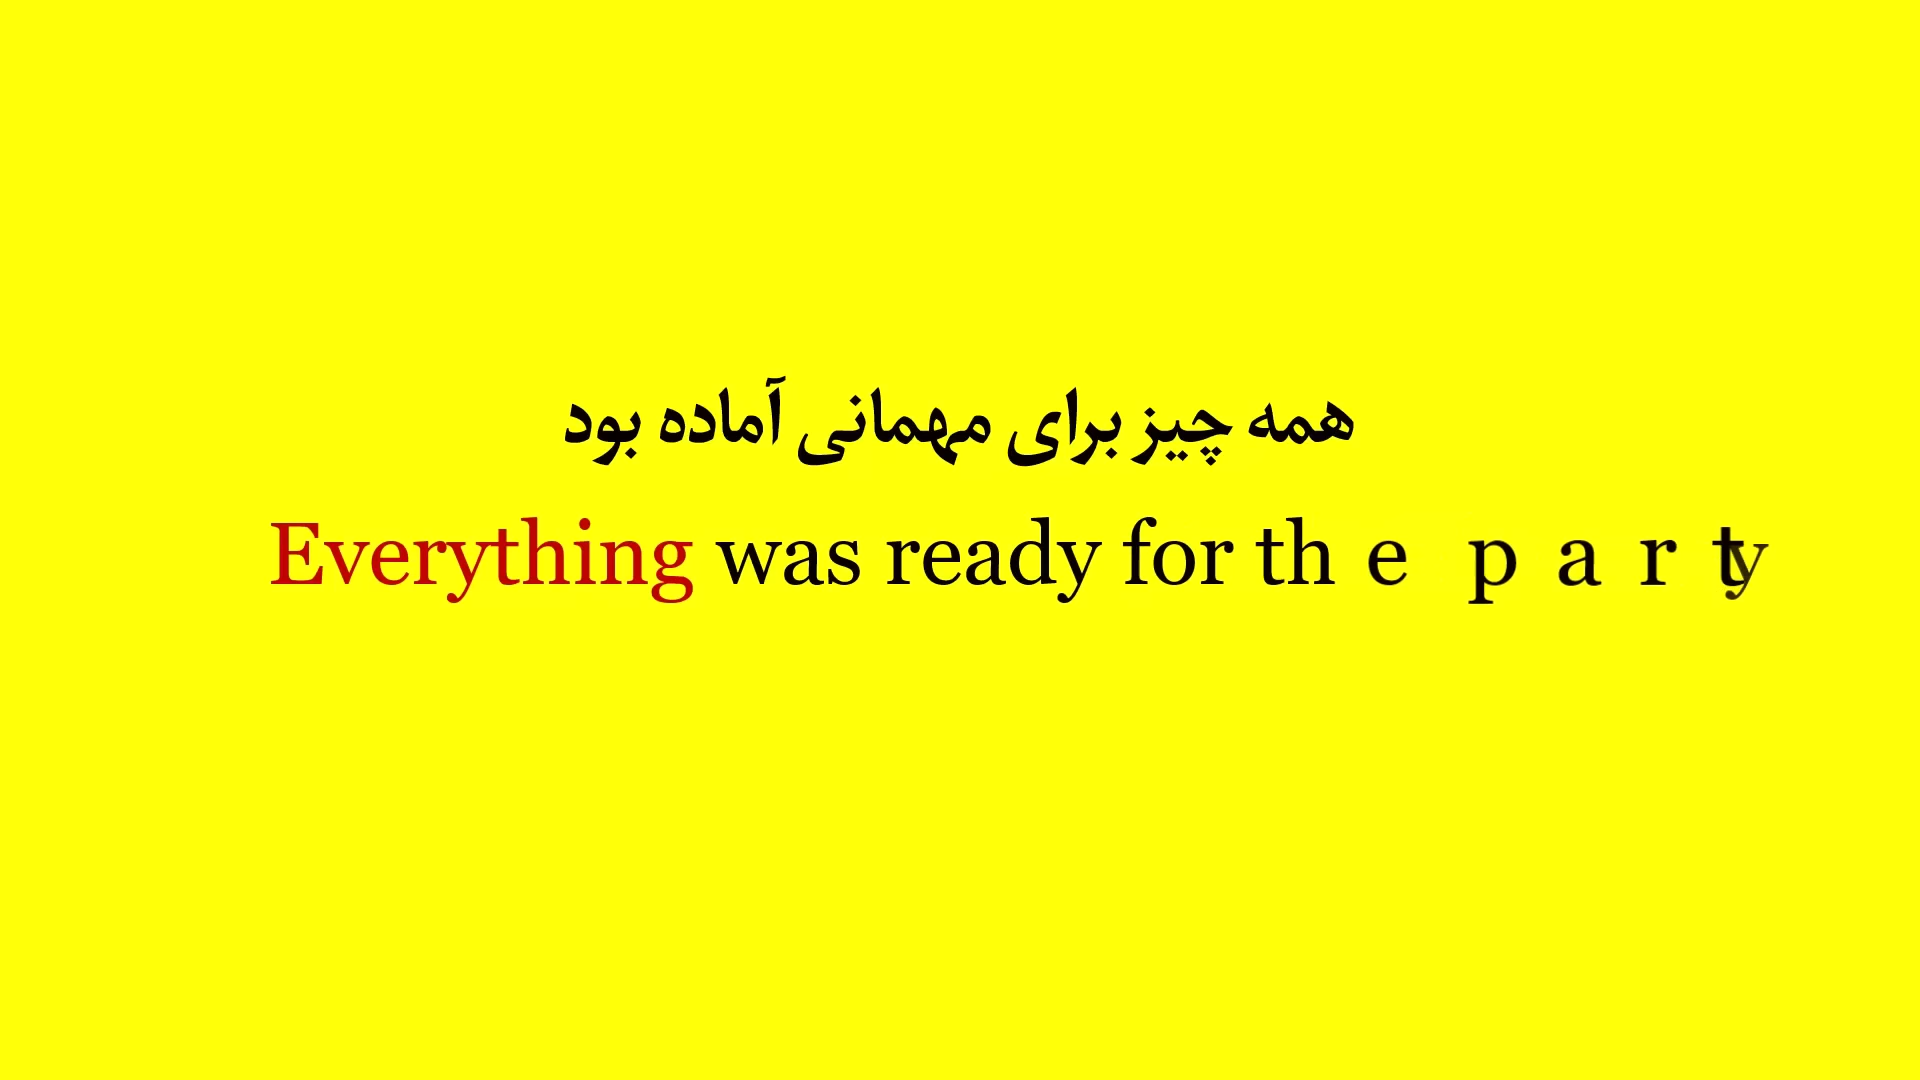 همه چیز برای مهمانی آماده بود
Everything was ready for the party